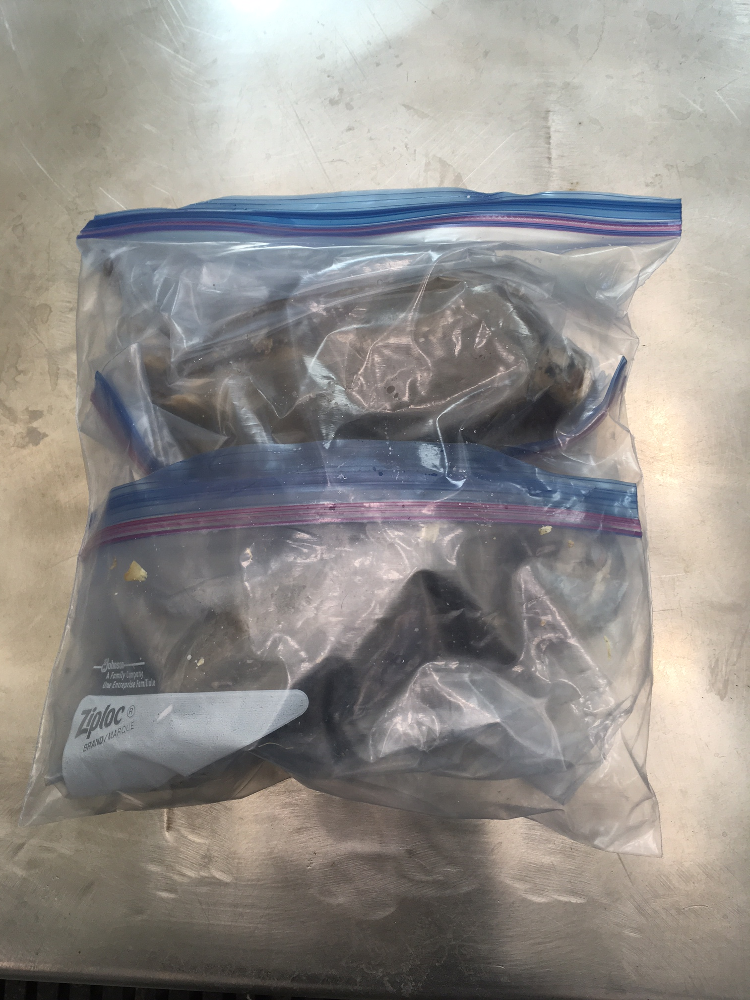 Johnson
A Family Company
Une Entreprise Familiale
Ziploc®
BRAND/MARQUE